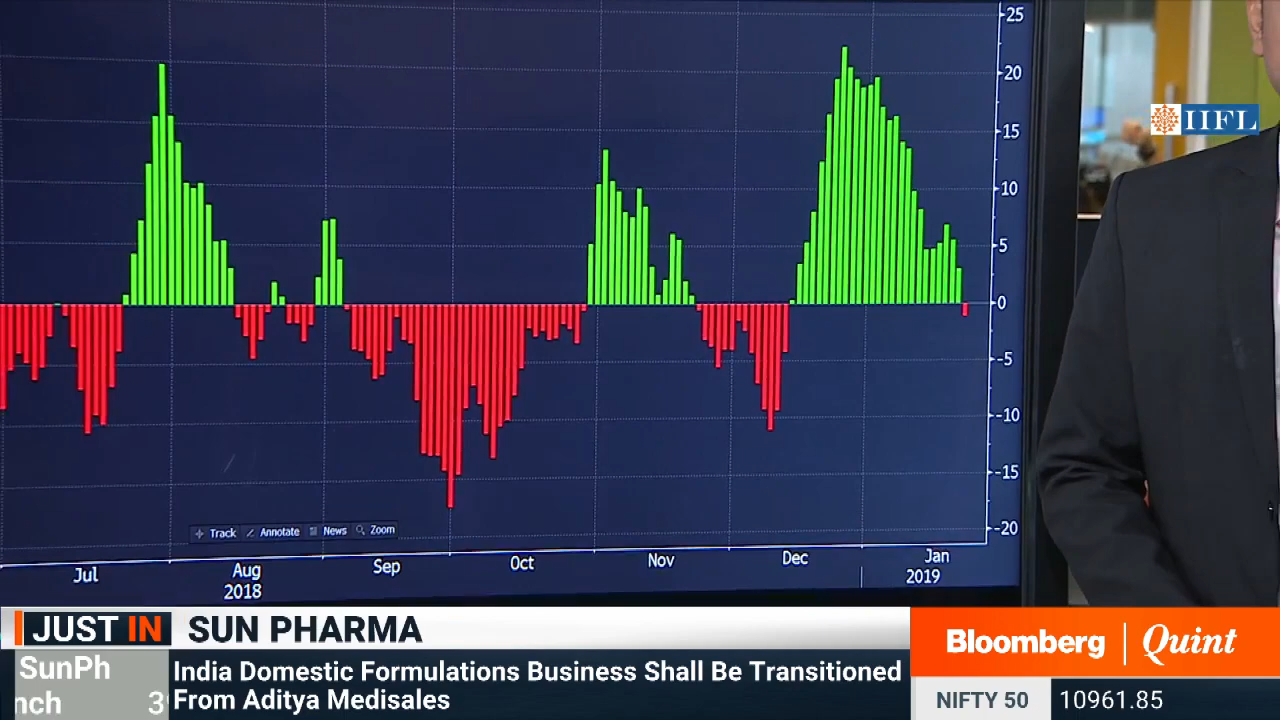 25
20
15
10
5
0
-5
-10
-15
-20
IIFL
Track Annotate News Zoom
Jul Aug Sep Oct Nov Dec Jan
2018 2019
JUST IN SUN PHARMA
India Domestic Formulations Business Shall Be Transitioned
From Aditya Medisales
SunPh
nch 3
Bloomberg Quint
NIFTY 50 10961.85